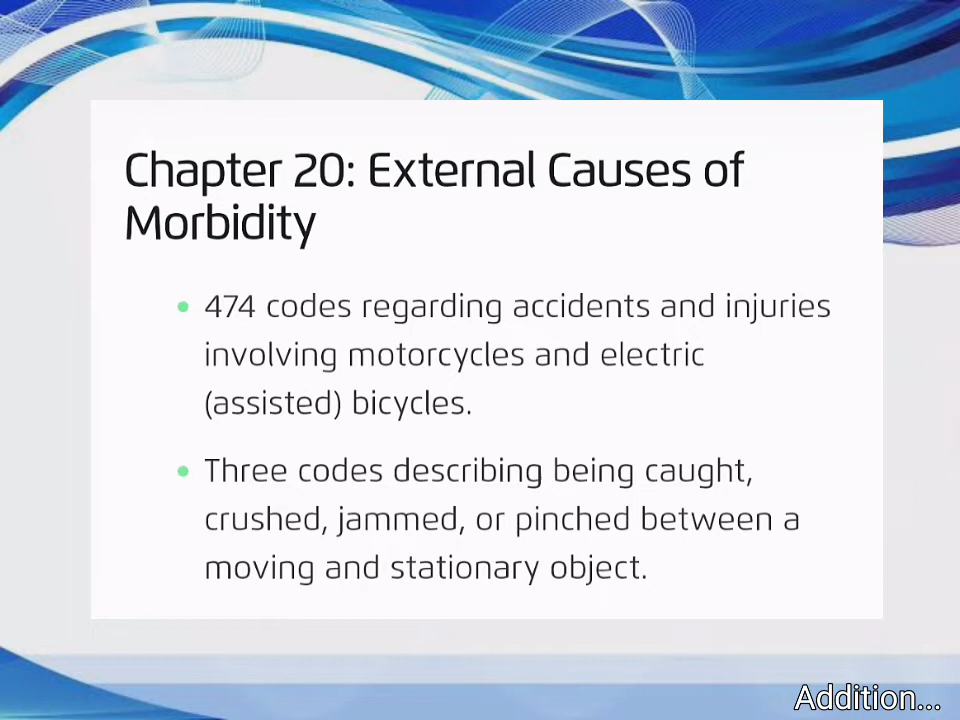 Chapter 20: External Causes of
Morbidity
474 codes regarding accidents and injuries
involving motorcycles and electric
(assisted) bicycles.
Three codes describing being caught,
crushed, jammed, or pinched between a
moving and stationary object.
Addition...